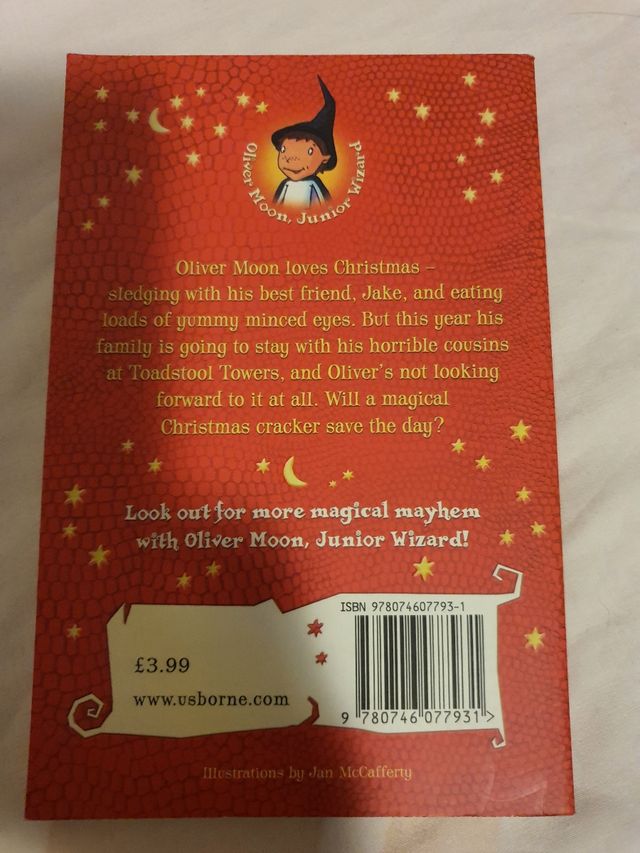 Oliver Moon, Junior Wizard
Oliver Moon loves Christmas –
sledging with his best friend, Jake, and eating
loads of yummy minced eyes. But this year his
family is going to stay with his horrible cousins
at Toadstool Towers, and Oliver's not looking
forward to it at all. Will a magical
Christmas cracker save the day?
Look out for more magical mayhem
with Oliver Moon, Junior Wizard!
ISBN 978074607793-1
£3.99
www.usborne.com
9 780746 077931 >
Illustrations by Jan McCafferty